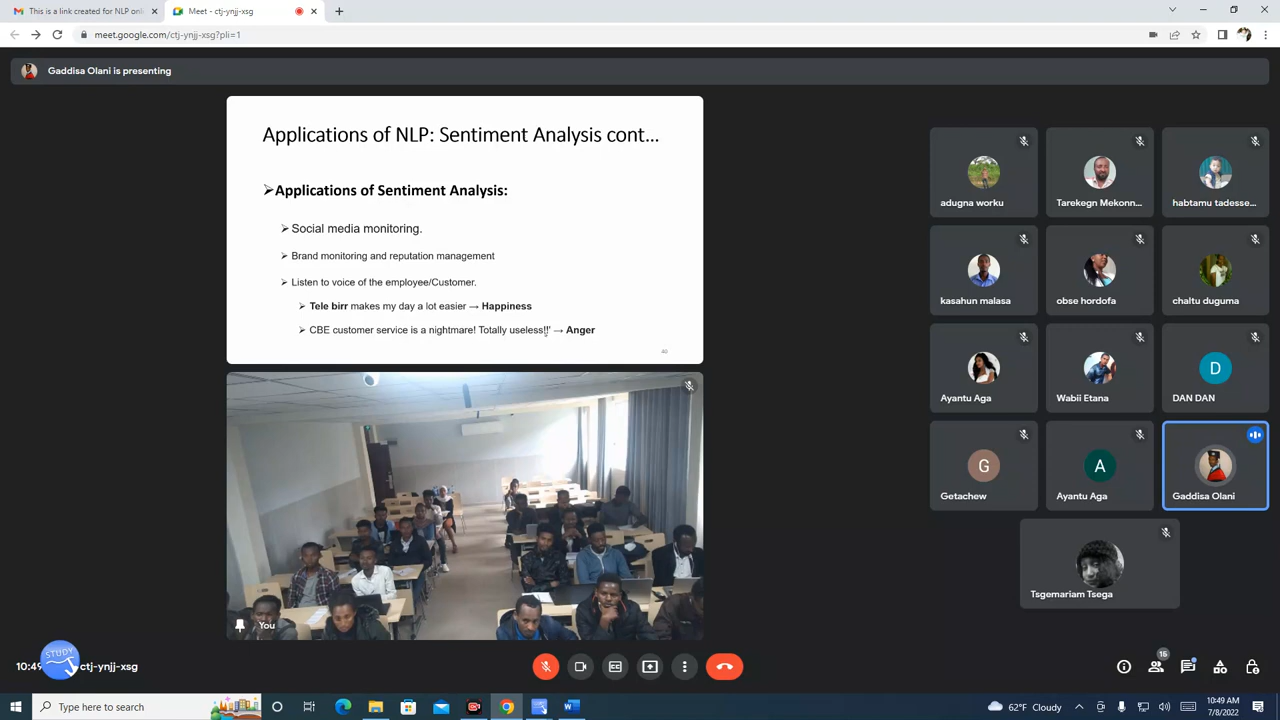 This is a link created for NLP onli
Meet - ctj-ynjj-xsg
meet.google.com/ctj-ynjj-xsg?pli=1
Gaddisa Olani is presenting
Applications of NLP: Sentiment Analysis cont...
Applications of Sentiment Analysis:
Social media monitoring.
Brand monitoring and reputation management
Listen to voice of the employee/Customer.
Tele birr makes my day a lot easier → Happiness
CBE customer service is a nightmare! Totally useless!!' → Anger
40
You
adugna worku
Tarekegn Mekonn...
habtamu tadesse...
kasahun malasa
obse hordofa
chaltu duguma
Ayantu Aga
Wabii Etana
D
DAN DAN
G
Getachew
A
Ayantu Aga
Gaddisa Olani
Tsgemariam Tsega
10:49
STUDY
ctj-ynjj-xsg
16
Type here to search
W
62°F Cloudy
10:49 AM
7/8/2022